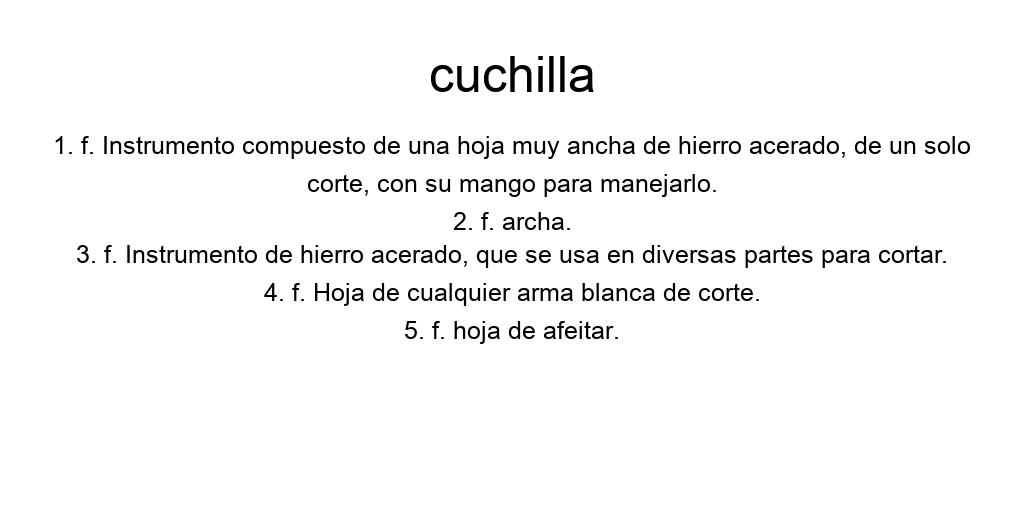 cuchilla
1. f. Instrumento compuesto de una hoja muy ancha de hierro acerado, de un solo
corte, con su mango para manejarlo.
2. f. archa.
3. f. Instrumento de hierro acerado, que se usa en diversas partes para cortar.
4. f. Hoja de cualquier arma blanca de corte.
5. f. hoja de afeitar.